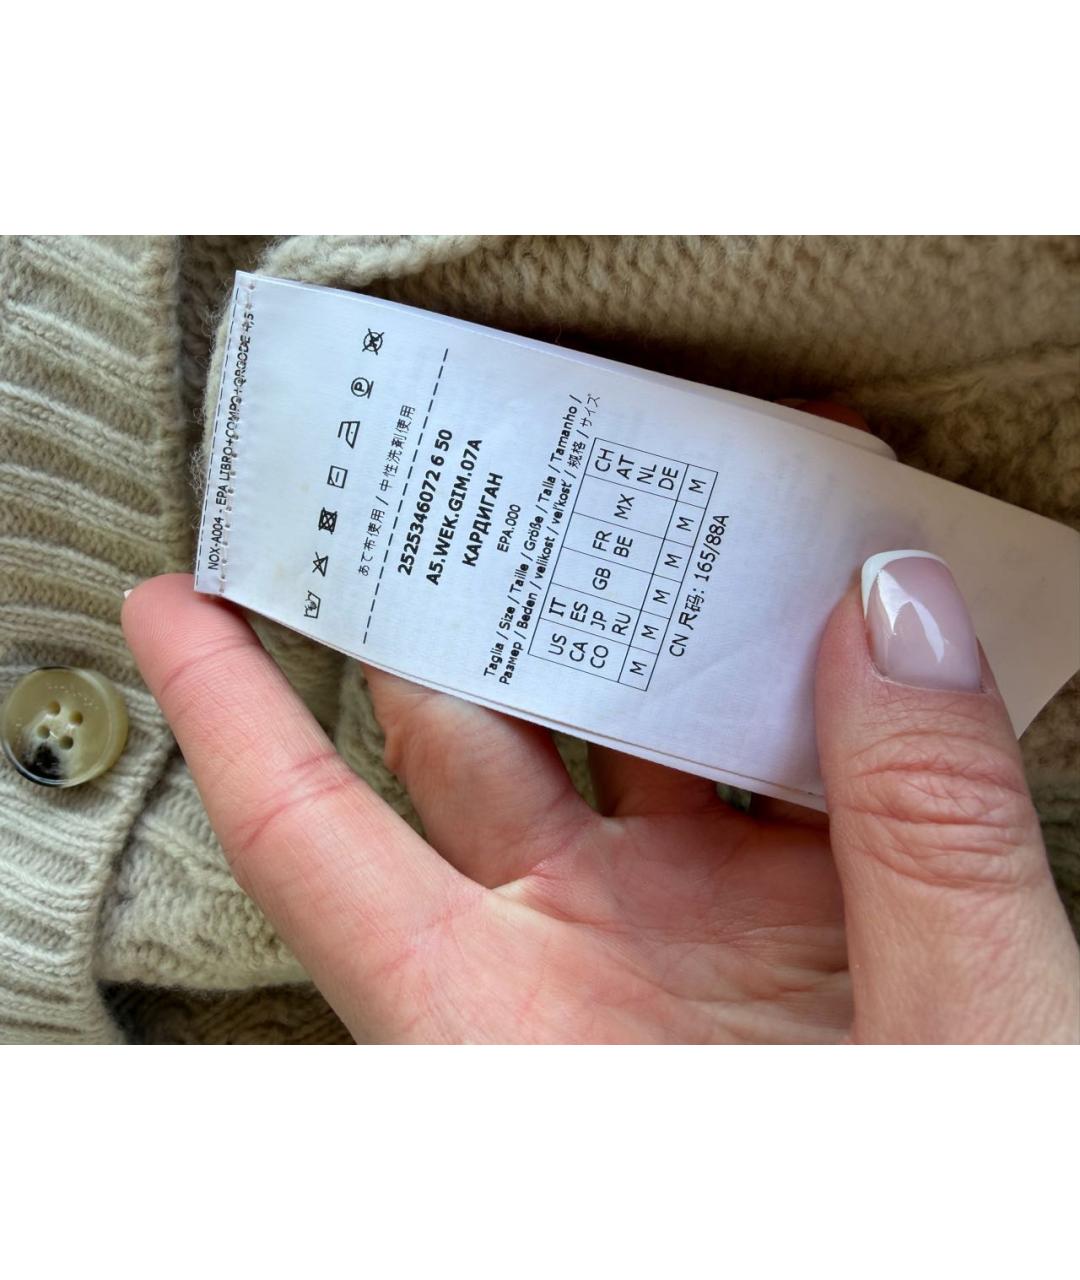 NOX-A004 - EPA LIBRO+COMPO+QRCODE
P
あて布使用 / 中性洗剤使用
2525346072 6 50
A5.WEK.GIM.07A
КАРДИГАН
EPA.000
Taglia / Size / Taille / Größe / Talla / Tamanho /
Размер / Beden / velikost / veľkosť / 规格 / サイズ
US CA CO
IT ES JP RU
GB
FR BE
MX
CH AT NL DE
M M M M M M
CN 尺码: 165/88A